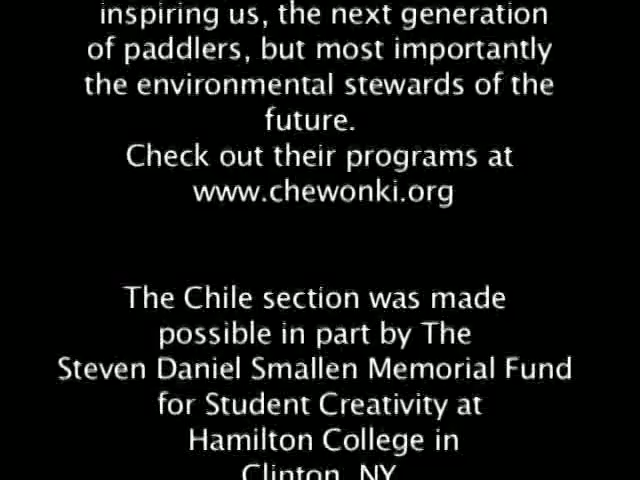 inspiring us, the next generation
of paddlers, but most importantly
the environmental stewards of the
future.
Check out their programs at
www.chewonki.org
The Chile section was made
possible in part by The
Steven Daniel Smallen Memorial Fund
for Student Creativity at
Hamilton College in
Clinton, NY